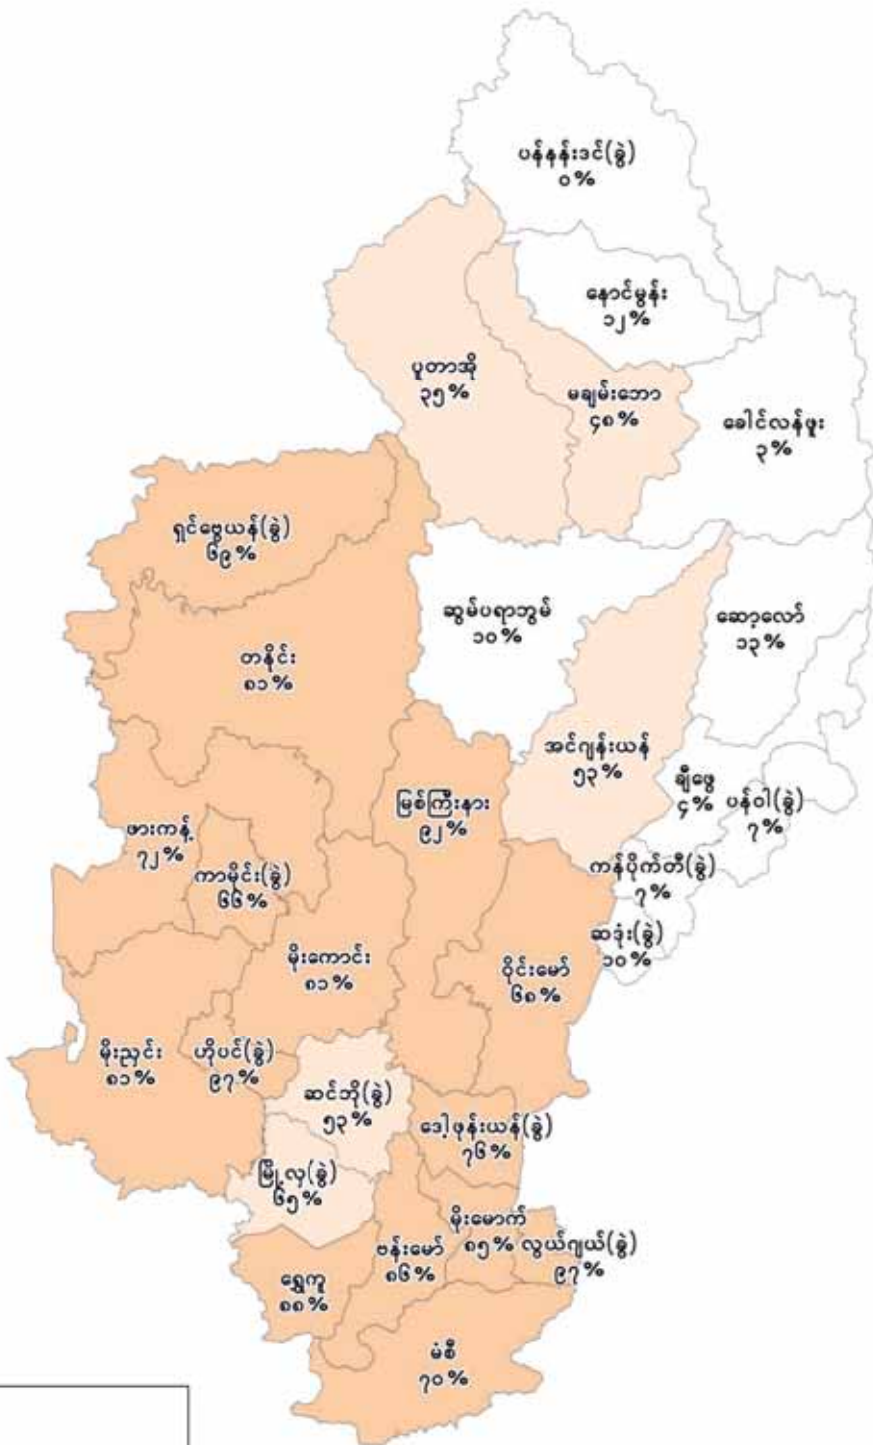 ပန်နန်းဒင်(ခွဲ)
၀%
နောင်မွန်း
၁၂%
ပူတာအို
၃၅%
မချမ်းဘော
၄၈%
ခေါင်လန်ဖူး
၃%
ရှင်ဗွေယန်(ခွဲ)
၆၉%
ဆွမ်ပရာဘွမ်
၁၀%
ဆော့လော်
၁၃%
တနိုင်း
၈၁%
အင်ဂျန်းယန်
၅၃%
ချီဖွေ
၄%
ပန်ဝါ(ခွဲ)
၇%
မြစ်ကြီးနား
၉၂%
ဖားကန့်
၇၂%
ကာမိုင်း(ခွဲ)
၆၆%
ကန်ပိုက်တီ(ခွဲ)
၇%
ဆဒုံး(ခွဲ)
၁၀%
မိုးကောင်း
၈၁%
ဝိုင်းမော်
၆၈%
မိုးညှင်း
၈၁%
ဟိုပင်(ခွဲ)
၉၇%
ဆင်ဘို(ခွဲ)
၅၃%
ဒေါ့ဖုန်းယန်(ခွဲ)
၇၆%
မြို့လှ(ခွဲ)
၆၅%
မိုးမောက်
၈၅%
လွယ်ဂျယ်(ခွဲ)
၉၇%
ဗန်းမော်
၈၆%
ရွှေကူ
၈၈%
မံစီ
၇၀%